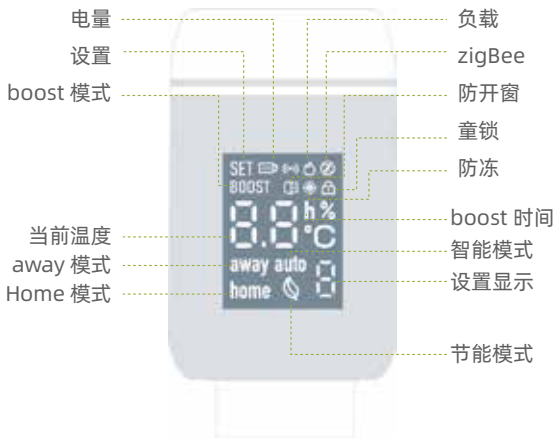 电量
设置
boost 模式
当前温度
away 模式
Home 模式
SET
BOOST
8.8 h %
°C
away auto
home 8
负载
zigBee
防开窗
童锁
防冻
boost 时间
智能模式
设置显示
节能模式